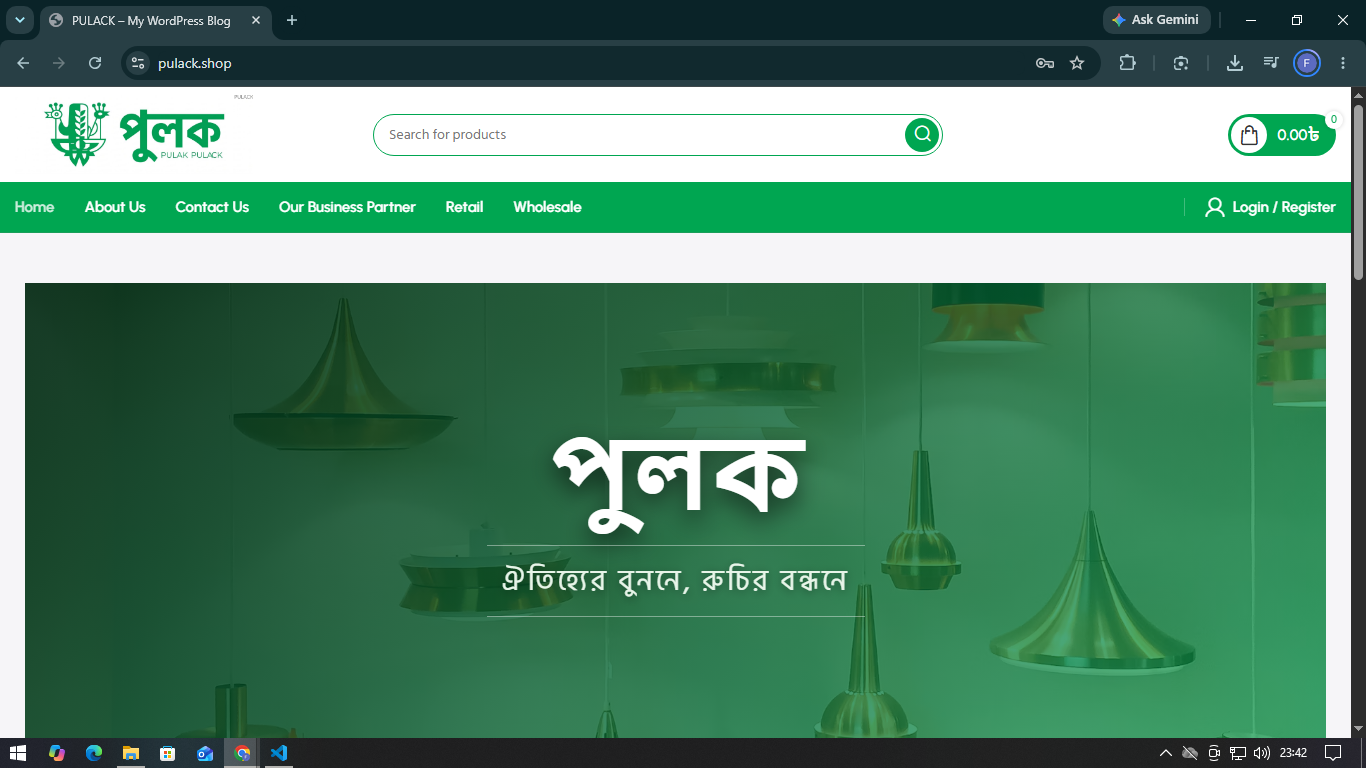 PULACK – My WordPress Blog
Ask Gemini
pulack.shop
F
PULACK
পুলক
PULAK PULACK
Search for products
0.00৳
0
Home
About Us
Contact Us
Our Business Partner
Retail
Wholesale
Login / Register
পুলক
ঐতিহ্যের বুননে, রুচির বন্ধনে
23:42